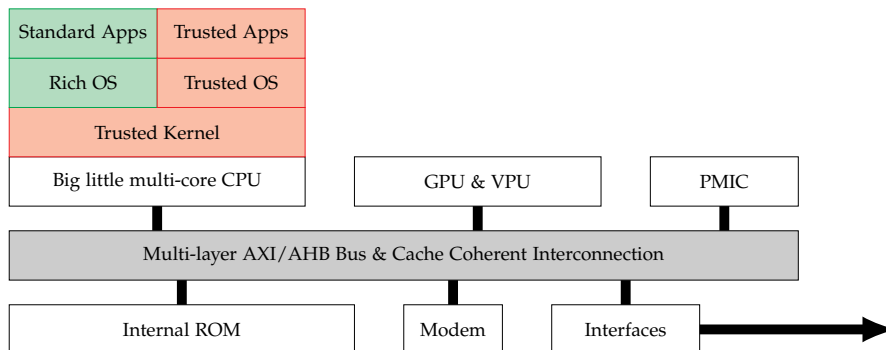 Standard Apps
Trusted Apps
Rich OS
Trusted OS
Trusted Kernel
Big little multi-core CPU
GPU & VPU
PMIC
Multi-layer AXI/AHB Bus & Cache Coherent Interconnection
Internal ROM
Modem
Interfaces